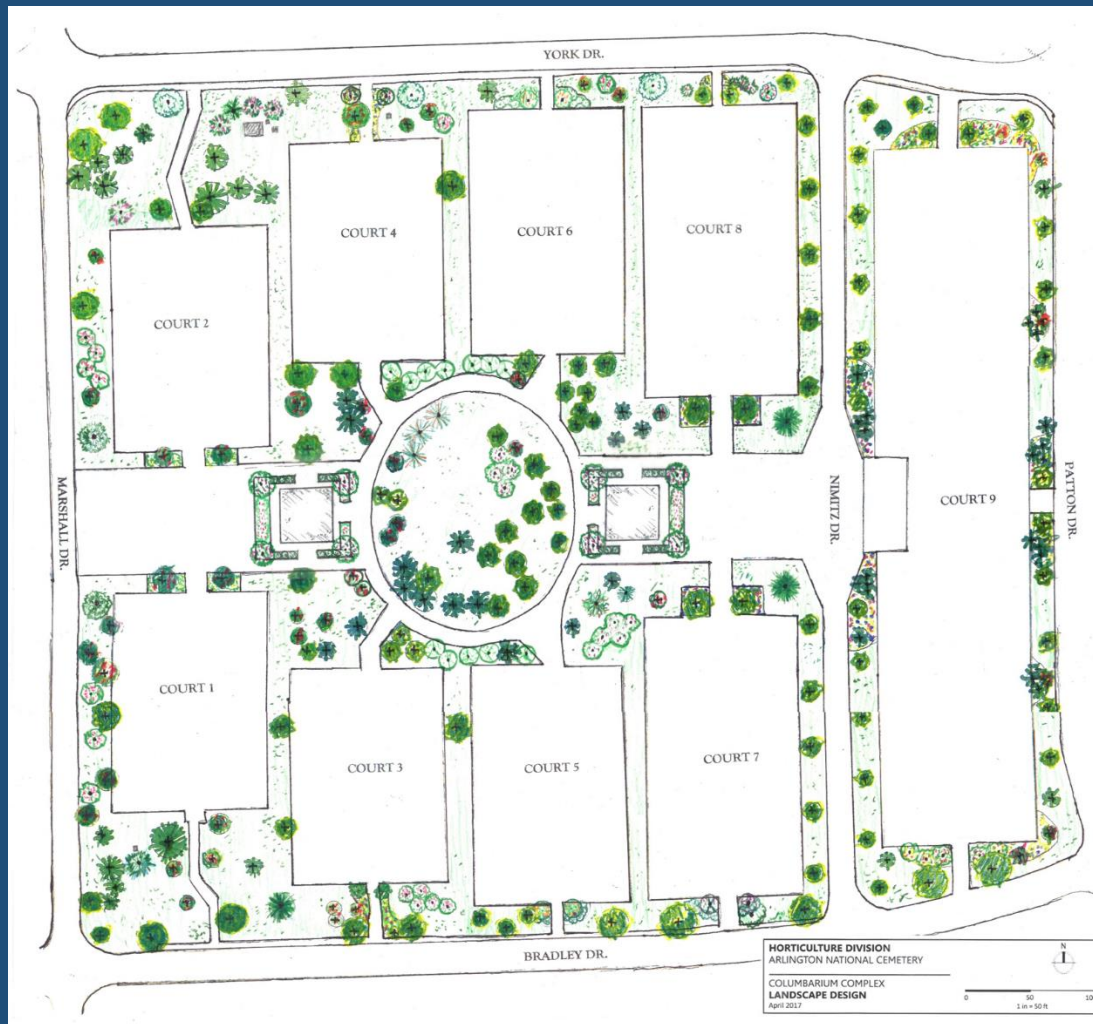 YORK DR.
COURT 4
COURT 6
COURT 8
COURT 2
MARSHALL DR.
NIMITZ DR.
COURT 9
PATTON DR.
COURT 1
COURT 3
COURT 5
COURT 7
BRADLEY DR.
HORTICULTURE DIVISION
ARLINGTON NATIONAL CEMETERY
COLUMBARIUM COMPLEX
LANDSCAPE DESIGN
April 2017
N
0 50
1 in = 50 ft